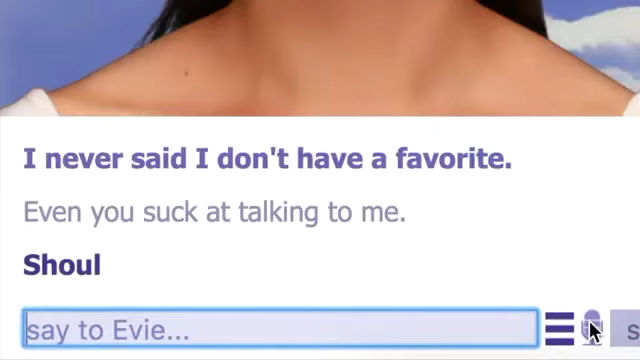 I never said I don't have a favorite.
Even you suck at talking to me.
Shoul
say to Evie...
s